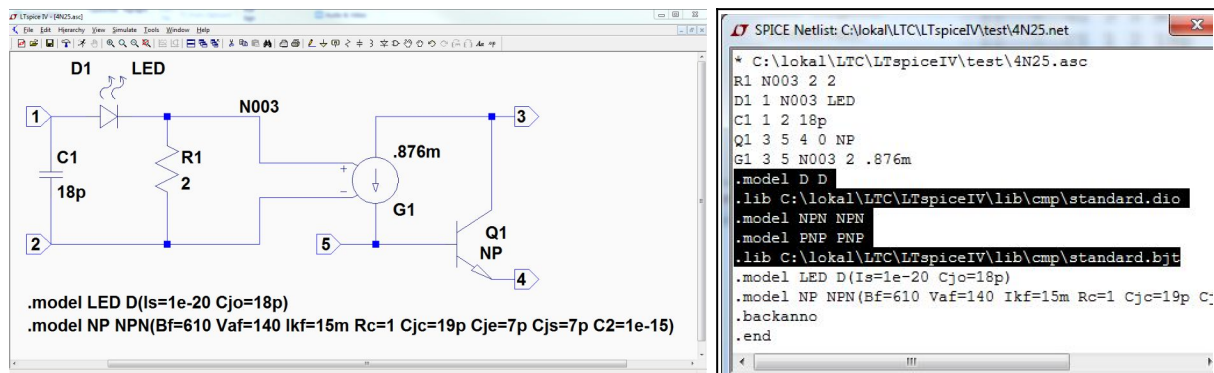 LTspice IV - [4N25.asc]
File Edit Hierarchy View Simulate Tools Window Help
D1 LED
1
N003
3
C1
18p
R1
2
+
−
.876m
G1
2
5
Q1
NP
4
.model LED D(Is=1e-20 Cjo=18p)
.model NP NPN(Bf=610 Vaf=140 Ikf=15m Rc=1 Cjc=19p Cje=7p Cjs=7p C2=1e-15)
SPICE Netlist: C:\lokal\LTC\LTspiceIV\test\4N25.net
* C:\lokal\LTC\LTspiceIV\test\4N25.asc
R1 N003 2 2
D1 1 N003 LED
C1 1 2 18p
Q1 3 5 4 0 NP
G1 3 5 N003 2 .876m
.model D D
.lib C:\lokal\LTC\LTspiceIV\lib\cmp\standard.dio
.model NPN NPN
.model PNP PNP
.lib C:\lokal\LTC\LTspiceIV\lib\cmp\standard.bjt
.model LED D(Is=1e-20 Cjo=18p)
.model NP NPN(Bf=610 Vaf=140 Ikf=15m Rc=1 Cjc=19p Cj
.backanno
.end